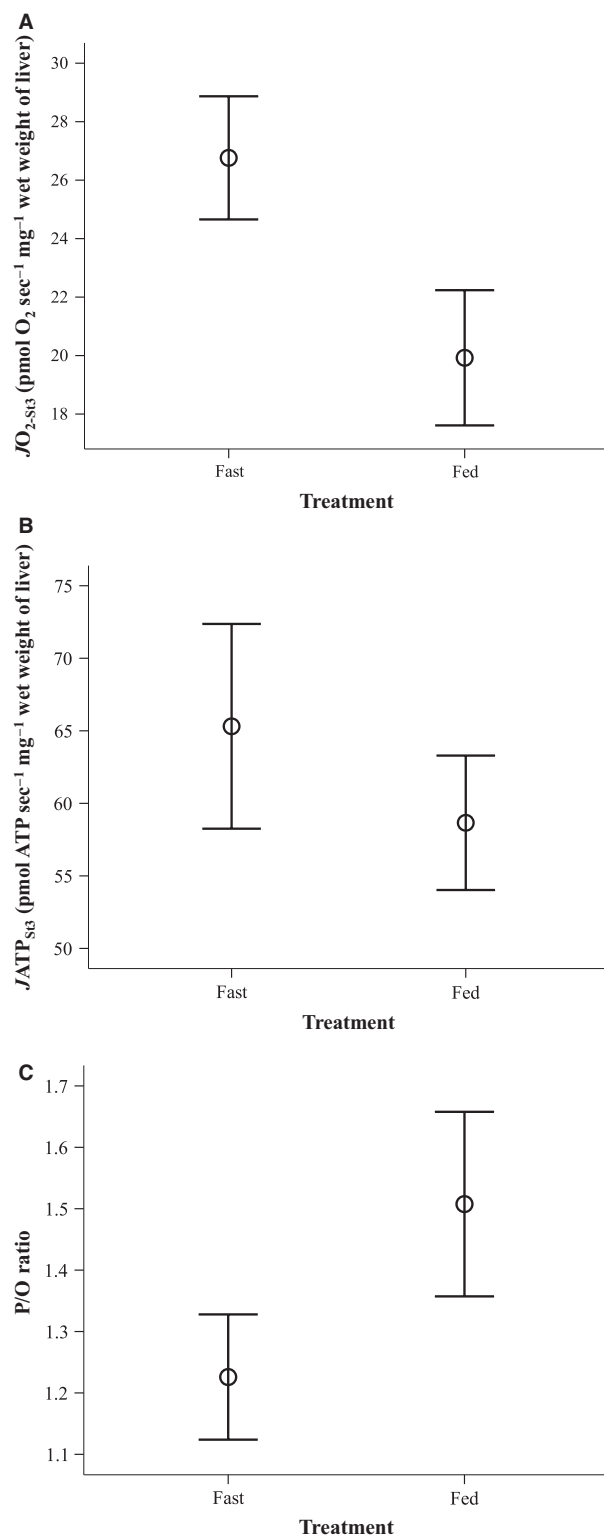 A
JO₂₋St3 (pmol O₂ sec⁻¹ mg⁻¹ wet weight of liver)
30
28
26
24
22
20
18
Fast Fed
Treatment
B
JATPSt3 (pmol ATP sec⁻¹ mg⁻¹ wet weight of liver)
75
70
65
60
55
50
Fast Fed
Treatment
C
P/O ratio
1.7
1.6
1.5
1.4
1.3
1.2
1.1
Fast Fed
Treatment